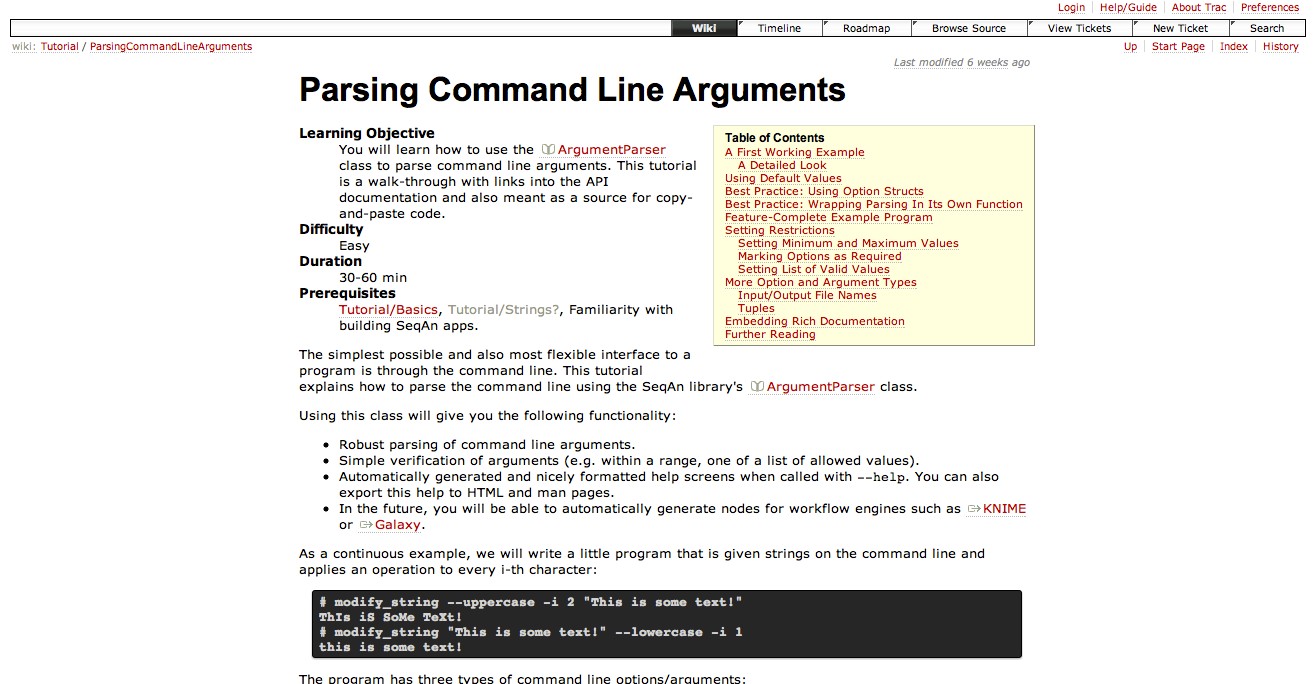 Login Help/Guide About Trac Preferences
Wiki Timeline Roadmap Browse Source View Tickets New Ticket Search
wiki: Tutorial / ParsingCommandLineArguments
Up Start Page Index History
Last modified 6 weeks ago
Parsing Command Line Arguments
Learning Objective
You will learn how to use the ArgumentParser
class to parse command line arguments. This tutorial
is a walk-through with links into the API
documentation and also meant as a source for copy-
and-paste code.
Difficulty
Easy
Duration
30-60 min
Prerequisites
Tutorial/Basics, Tutorial/Strings?, Familiarity with
building SeqAn apps.
Table of Contents
A First Working Example
A Detailed Look
Using Default Values
Best Practice: Using Option Structs
Best Practice: Wrapping Parsing In Its Own Function
Feature-Complete Example Program
Setting Restrictions
Setting Minimum and Maximum Values
Marking Options as Required
Setting List of Valid Values
More Option and Argument Types
Input/Output File Names
Tuples
Embedding Rich Documentation
Further Reading
The simplest possible and also most flexible interface to a
program is through the command line. This tutorial
explains how to parse the command line using the SeqAn library's ArgumentParser class.
Using this class will give you the following functionality:
• Robust parsing of command line arguments.
• Simple verification of arguments (e.g. within a range, one of a list of allowed values).
• Automatically generated and nicely formatted help screens when called with --help. You can also
export this help to HTML and man pages.
• In the future, you will be able to automatically generate nodes for workflow engines such as KNIME
or Galaxy.
As a continuous example, we will write a little program that is given strings on the command line and
applies an operation to every i-th character:
# modify_string --uppercase -i 2 "This is some text!"
ThIs iS SoMe TeXt!
# modify_string "This is some text!" --lowercase -i 1
this is some text!
The program has three types of command line options/arguments: